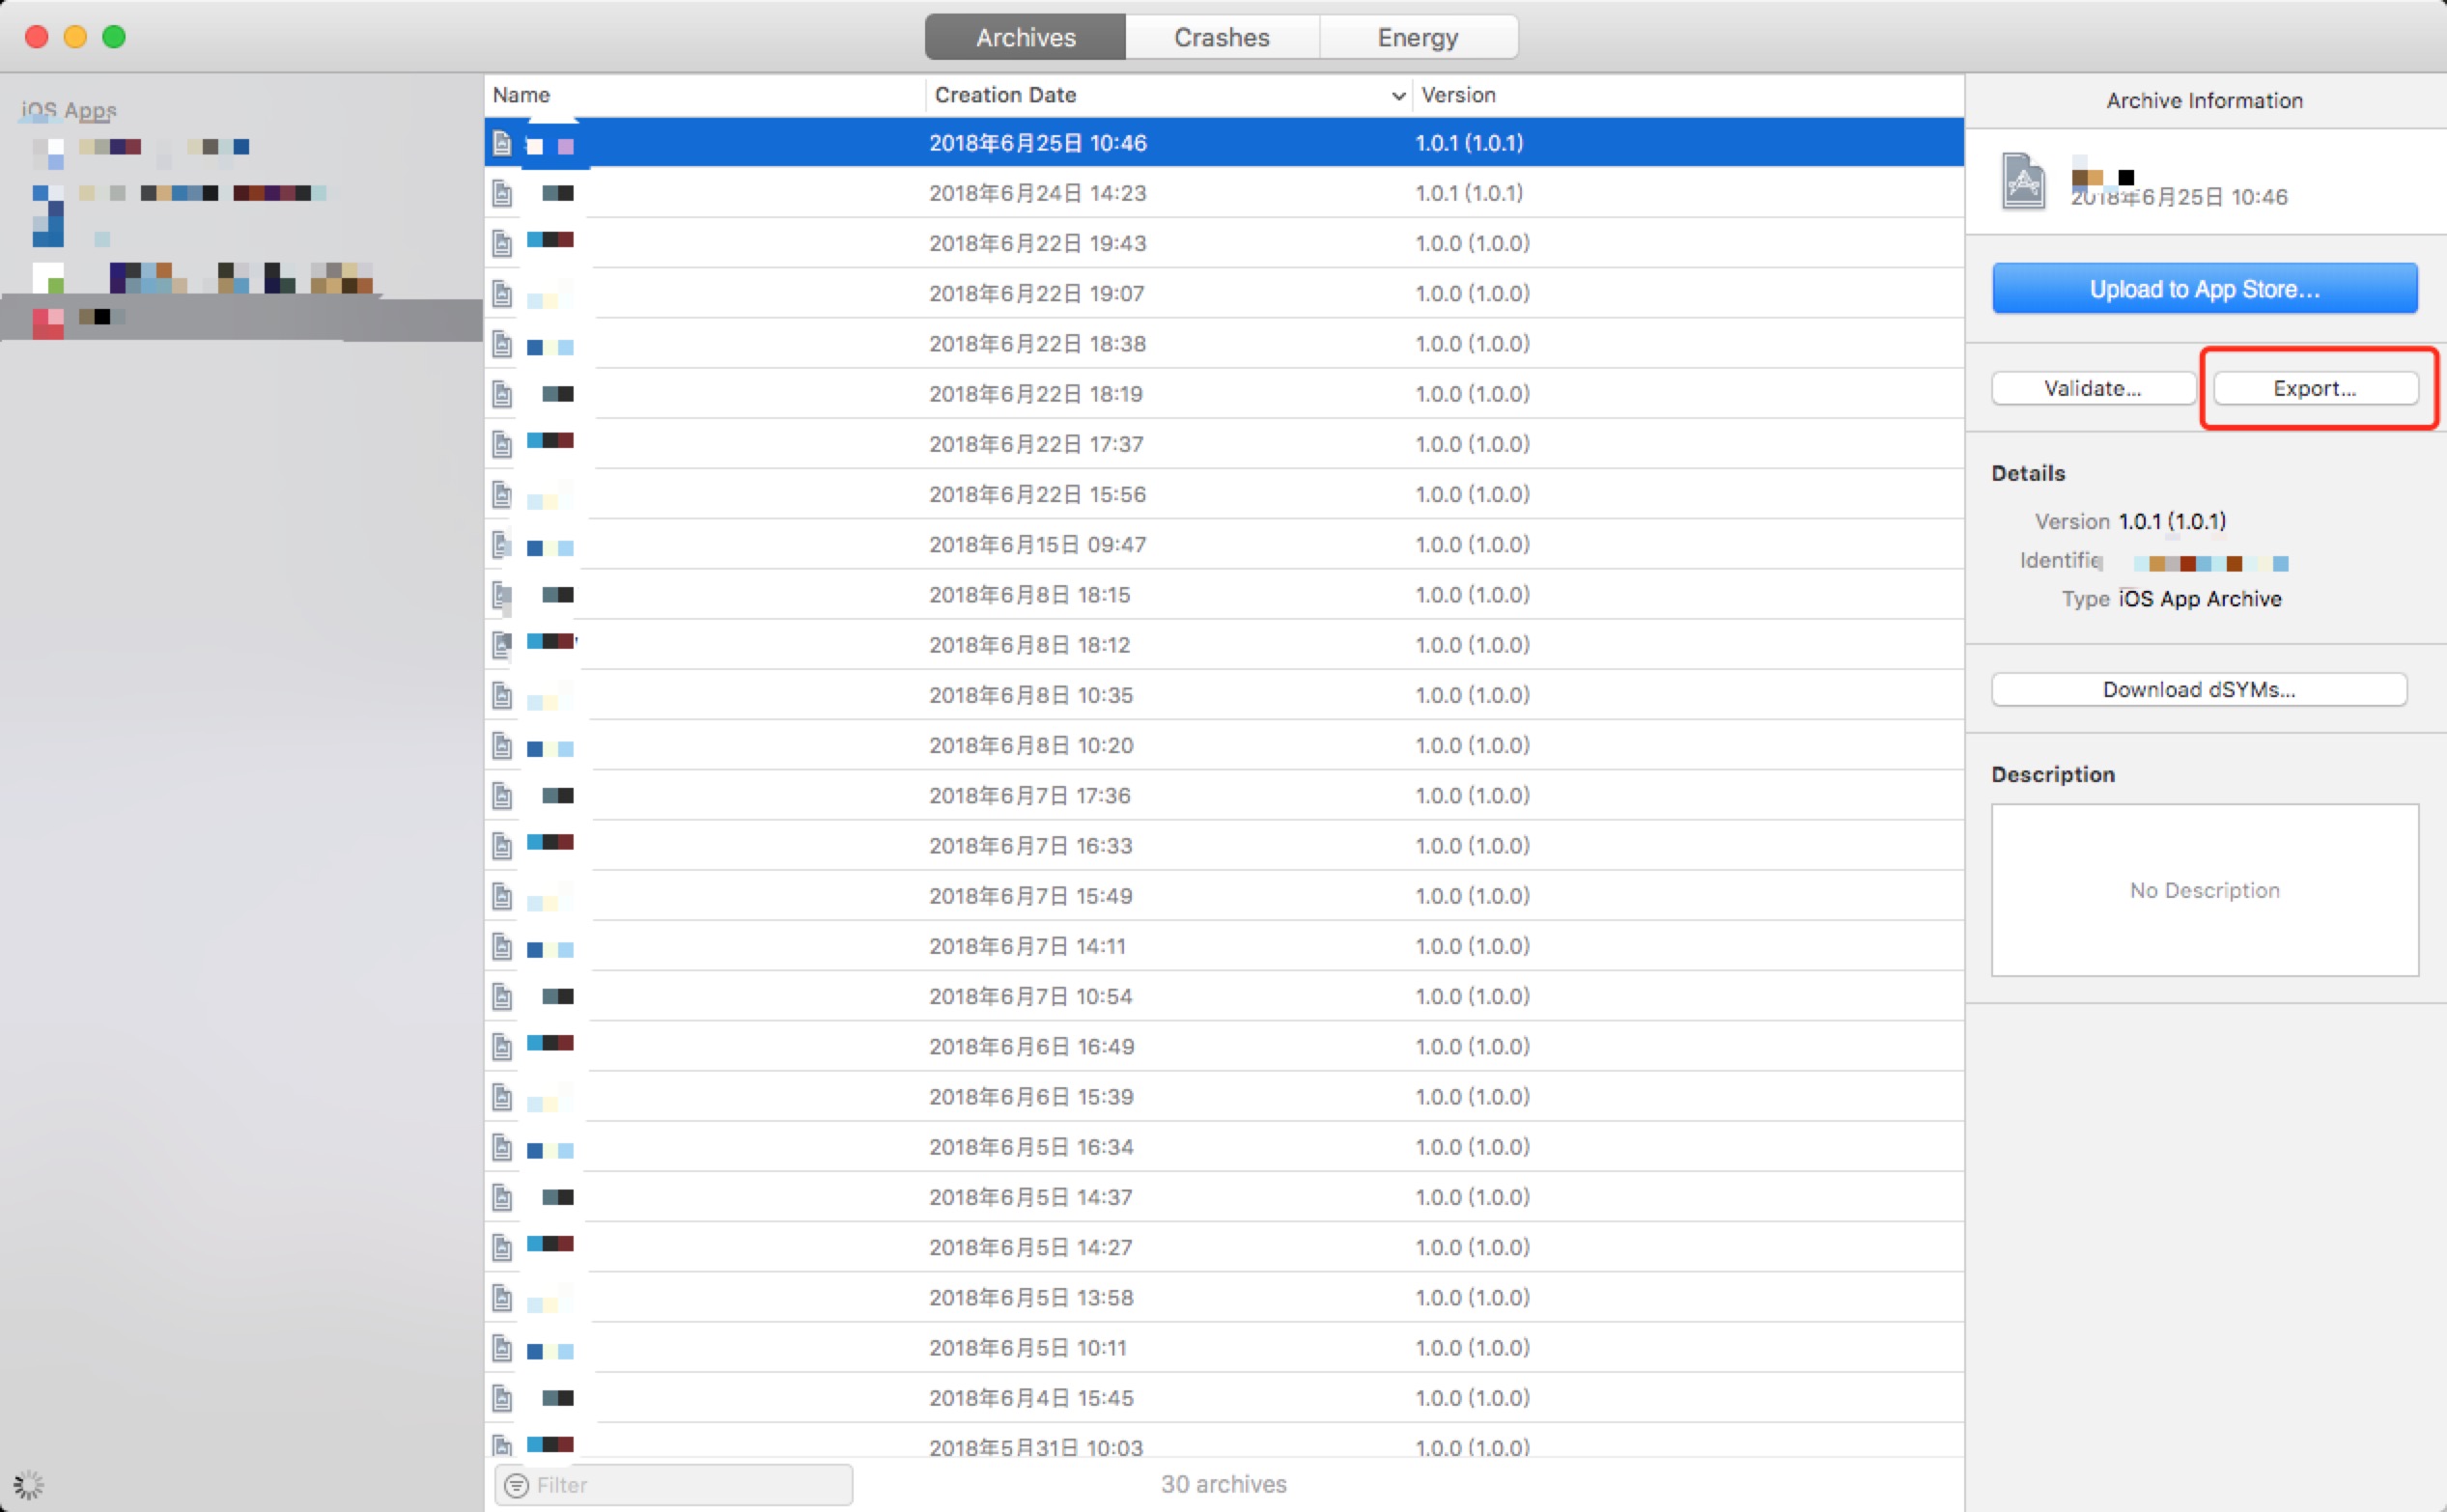 Archives Crashes Energy
iOS Apps
Name Creation Date Version
2018年6月25日 10:46 1.0.1 (1.0.1)
2018年6月24日 14:23 1.0.1 (1.0.1)
2018年6月22日 19:43 1.0.0 (1.0.0)
2018年6月22日 19:07 1.0.0 (1.0.0)
2018年6月22日 18:38 1.0.0 (1.0.0)
2018年6月22日 18:19 1.0.0 (1.0.0)
2018年6月22日 17:37 1.0.0 (1.0.0)
2018年6月22日 15:56 1.0.0 (1.0.0)
2018年6月15日 09:47 1.0.0 (1.0.0)
2018年6月8日 18:15 1.0.0 (1.0.0)
2018年6月8日 18:12 1.0.0 (1.0.0)
2018年6月8日 10:35 1.0.0 (1.0.0)
2018年6月8日 10:20 1.0.0 (1.0.0)
2018年6月7日 17:36 1.0.0 (1.0.0)
2018年6月7日 16:33 1.0.0 (1.0.0)
2018年6月7日 15:49 1.0.0 (1.0.0)
2018年6月7日 14:11 1.0.0 (1.0.0)
2018年6月7日 10:54 1.0.0 (1.0.0)
2018年6月6日 16:49 1.0.0 (1.0.0)
2018年6月6日 15:39 1.0.0 (1.0.0)
2018年6月5日 16:34 1.0.0 (1.0.0)
2018年6月5日 14:37 1.0.0 (1.0.0)
2018年6月5日 14:27 1.0.0 (1.0.0)
2018年6月5日 13:58 1.0.0 (1.0.0)
2018年6月5日 10:11 1.0.0 (1.0.0)
2018年6月4日 15:45 1.0.0 (1.0.0)
2018年5月31日 10:03 1.0.0 (1.0.0)
Filter
30 archives
Archive Information
2018年6月25日 10:46
Upload to App Store...
Validate... Export...
Details
Version 1.0.1 (1.0.1)
Identifie
Type iOS App Archive
Download dSYMs...
Description
No Description